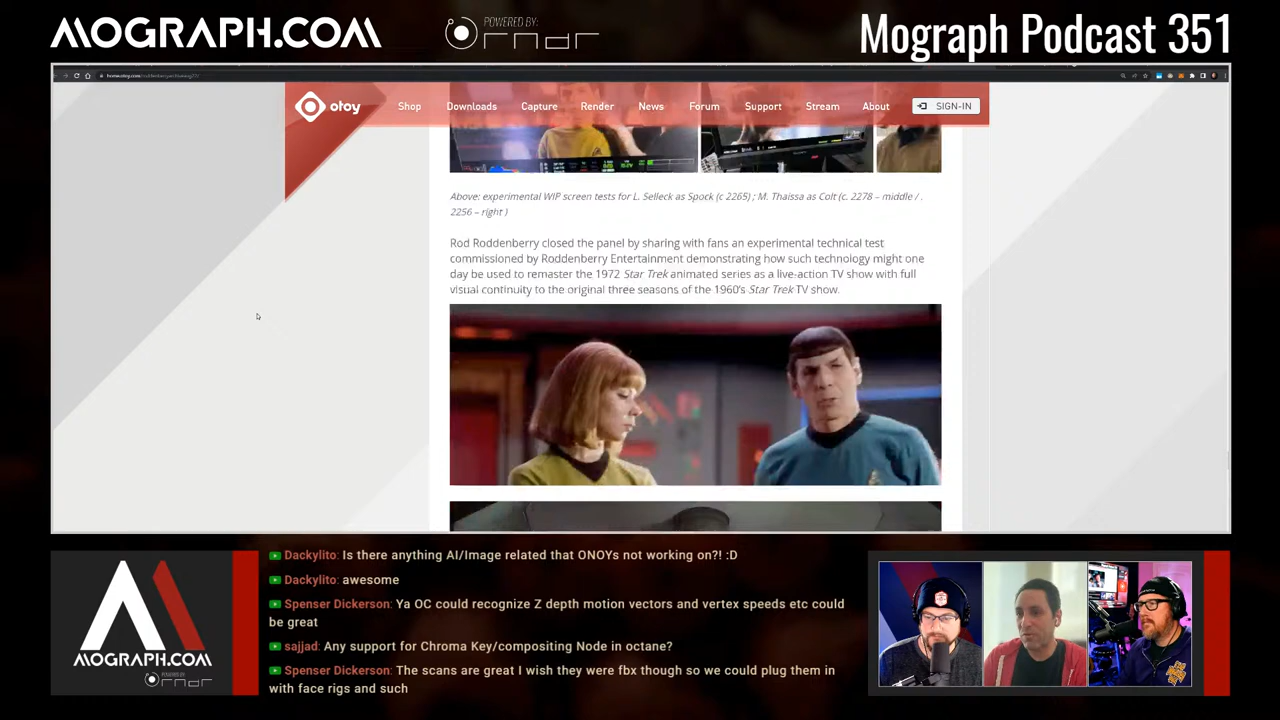 MOGRAPH.COM
POWERED BY:
rndr
Mograph Podcast 351
otoy
Shop
Downloads
Capture
Render
News
Forum
Support
Stream
About
SIGN-IN
Above: experimental WIP screen tests for L. Selleck as Spock (c 2265) ; M. Thaissa as Colt (c. 2278 – middle / .
2256 – right )
Rod Roddenberry closed the panel by sharing with fans an experimental technical test
commissioned by Roddenberry Entertainment demonstrating how such technology might one
day be used to remaster the 1972 Star Trek animated series as a live-action TV show with full
visual continuity to the original three seasons of the 1960's Star Trek TV show.
MOGRAPH.COM
POWERED BY
rndr
Dackylito: Is there anything AI/Image related that ONOYs not working on?! :D
Dackylito: awesome
Spenser Dickerson: Ya OC could recognize Z depth motion vectors and vertex speeds etc could
be great
sajjad: Any support for Chroma Key/compositing Node in octane?
Spenser Dickerson: The scans are great I wish they were fbx though so we could plug them in
with face rigs and such